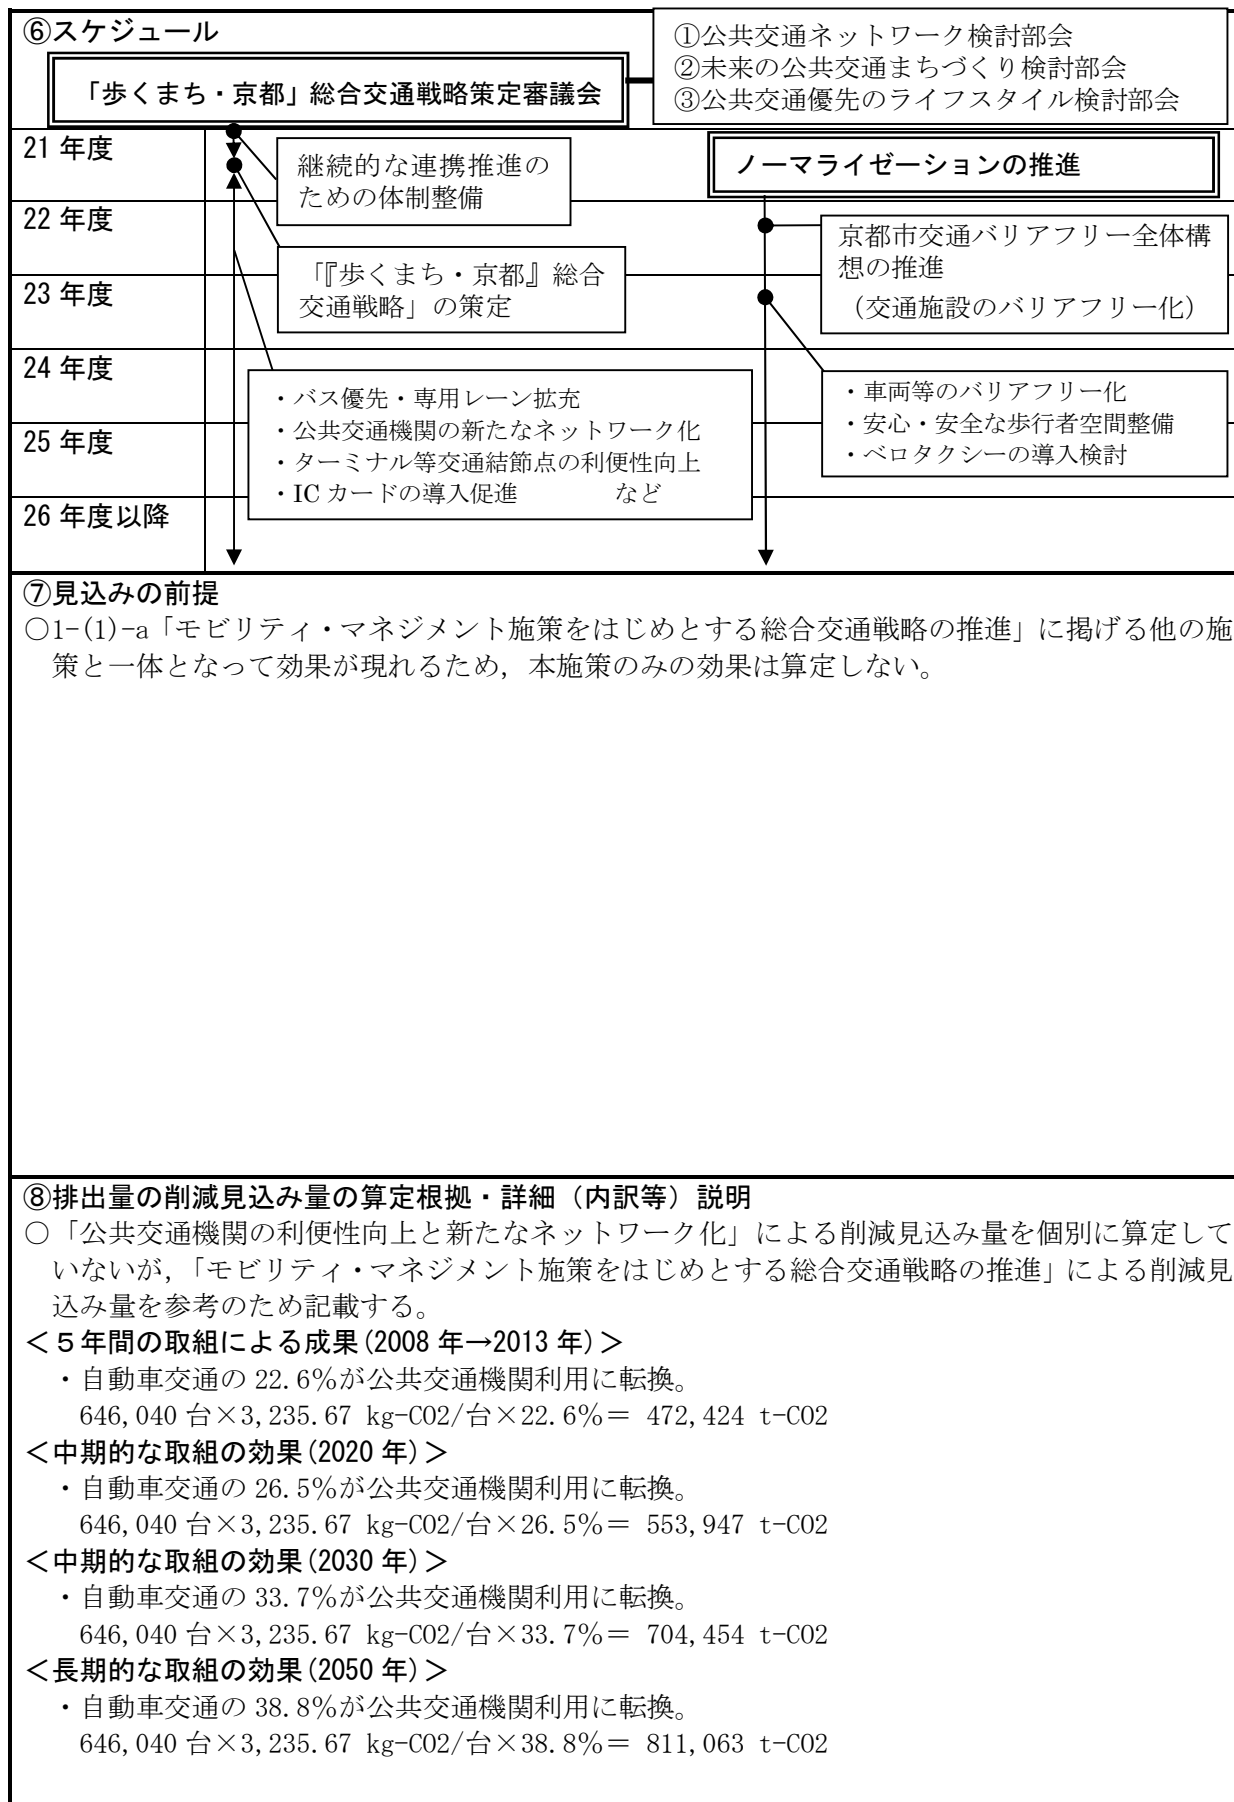 ⑥スケジュール
「歩くまち・京都」総合交通戦略策定審議会
①公共交通ネットワーク検討部会
②未来の公共交通まちづくり検討部会
③公共交通優先のライフスタイル検討部会
21 年度
継続的な連携推進の
ための体制整備
ノーマライゼーションの推進
22 年度
京都市交通バリアフリー全体構
想の推進
（交通施設のバリアフリー化）
「『歩くまち・京都』総合
交通戦略」の策定
23 年度
24 年度
・バス優先・専用レーン拡充
・公共交通機関の新たなネットワーク化
・ターミナル等交通結節点の利便性向上
・IC カードの導入促進　　　など
・車両等のバリアフリー化
・安心・安全な歩行者空間整備
・ベロタクシーの導入検討
25 年度
26 年度以降
⑦見込みの前提
○1-(1)-a「モビリティ・マネジメント施策をはじめとする総合交通戦略の推進」に掲げる他の施
策と一体となって効果が現れるため，本施策のみの効果は算定しない。
⑧排出量の削減見込み量の算定根拠・詳細（内訳等）説明
○「公共交通機関の利便性向上と新たなネットワーク化」による削減見込み量を個別に算定して
いないが，「モビリティ・マネジメント施策をはじめとする総合交通戦略の推進」による削減見
込み量を参考のため記載する。
＜５年間の取組による成果(2008 年→2013 年)＞
・自動車交通の 22.6％が公共交通機関利用に転換。
646,040 台×3,235.67 kg-CO2/台×22.6％＝ 472,424 t-CO2
＜中期的な取組の効果(2020 年)＞
・自動車交通の 26.5％が公共交通機関利用に転換。
646,040 台×3,235.67 kg-CO2/台×26.5％＝ 553,947 t-CO2
＜中期的な取組の効果(2030 年)＞
・自動車交通の 33.7％が公共交通機関利用に転換。
646,040 台×3,235.67 kg-CO2/台×33.7％＝ 704,454 t-CO2
＜長期的な取組の効果(2050 年)＞
・自動車交通の 38.8％が公共交通機関利用に転換。
646,040 台×3,235.67 kg-CO2/台×38.8％＝ 811,063 t-CO2